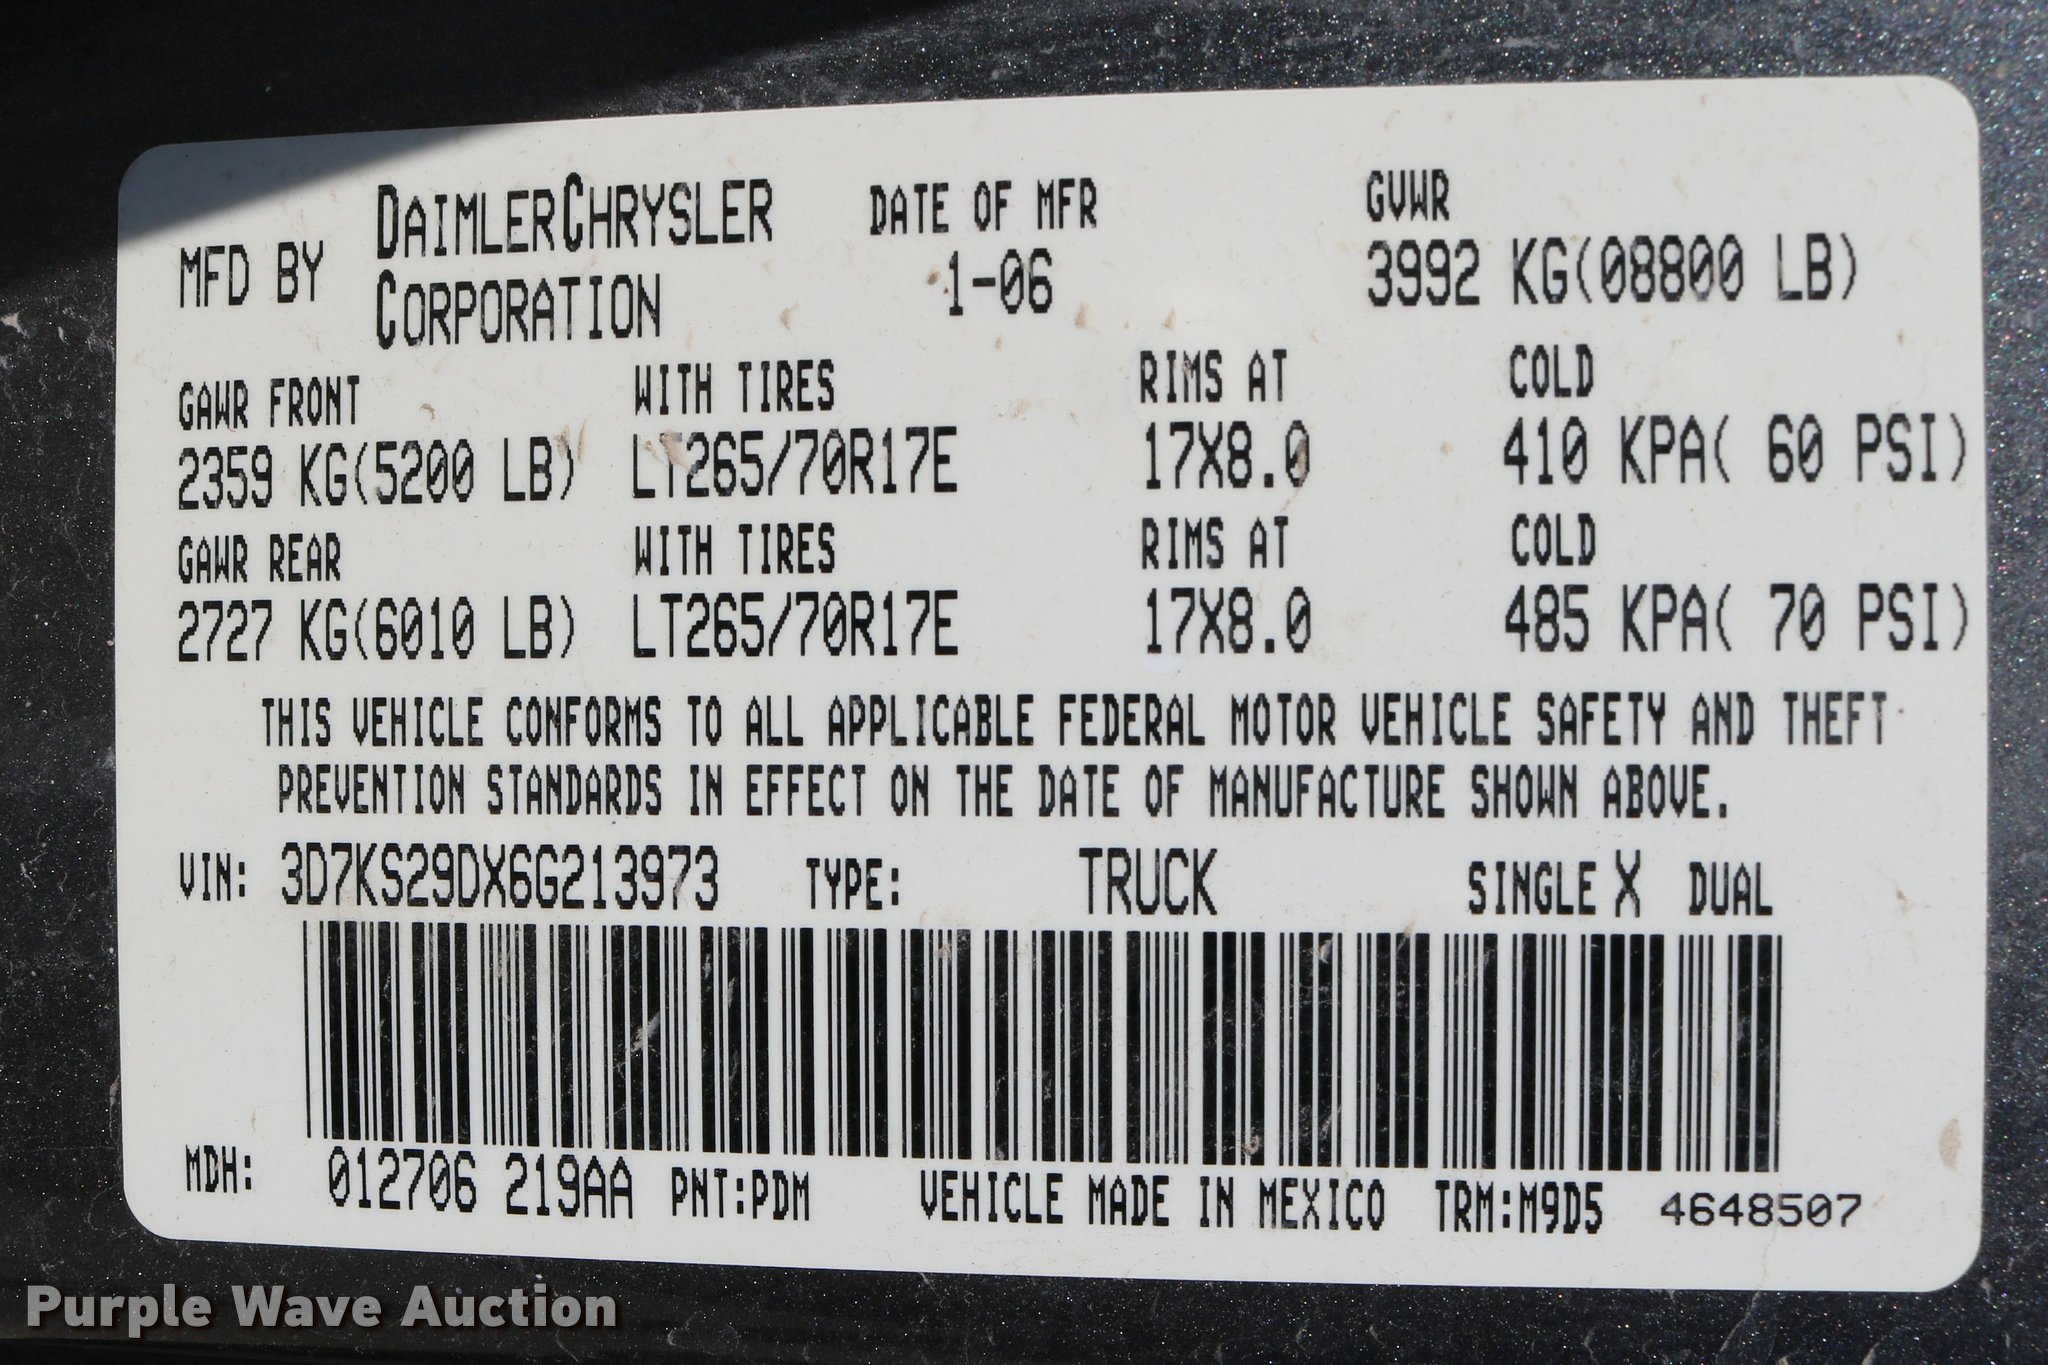 MFD BY DAIMLERCHRYSLER CORPORATION DATE OF MFR 1-06 GVWR 3992 KG(08800 LB)
GAWR FRONT WITH TIRES RIMS AT COLD
2359 KG(5200 LB) LT265/70R17E 17X8.0 410 KPA( 60 PSI)
GAWR REAR WITH TIRES RIMS AT COLD
2727 KG(6010 LB) LT265/70R17E 17X8.0 485 KPA( 70 PSI)
THIS VEHICLE CONFORMS TO ALL APPLICABLE FEDERAL MOTOR VEHICLE SAFETY AND THEFT
PREVENTION STANDARDS IN EFFECT ON THE DATE OF MANUFACTURE SHOWN ABOVE.
VIN: 3D7KS29DX6G213973 TYPE: TRUCK SINGLE X DUAL
MDH: 012706 219AA PNT:PDM VEHICLE MADE IN MEXICO TRM:M9D5 4648507
Purple Wave Auction